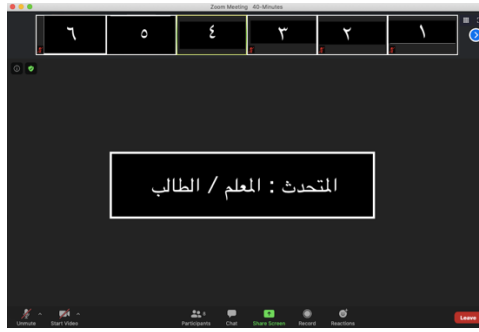 Zoom Meeting 40-Minutes
٦ ٥ ٤ ٣ ٢ ١
المتحدث : المعلم / الطالب
Unmute Start Video Participants Chat Share Screen Record Reactions Leave